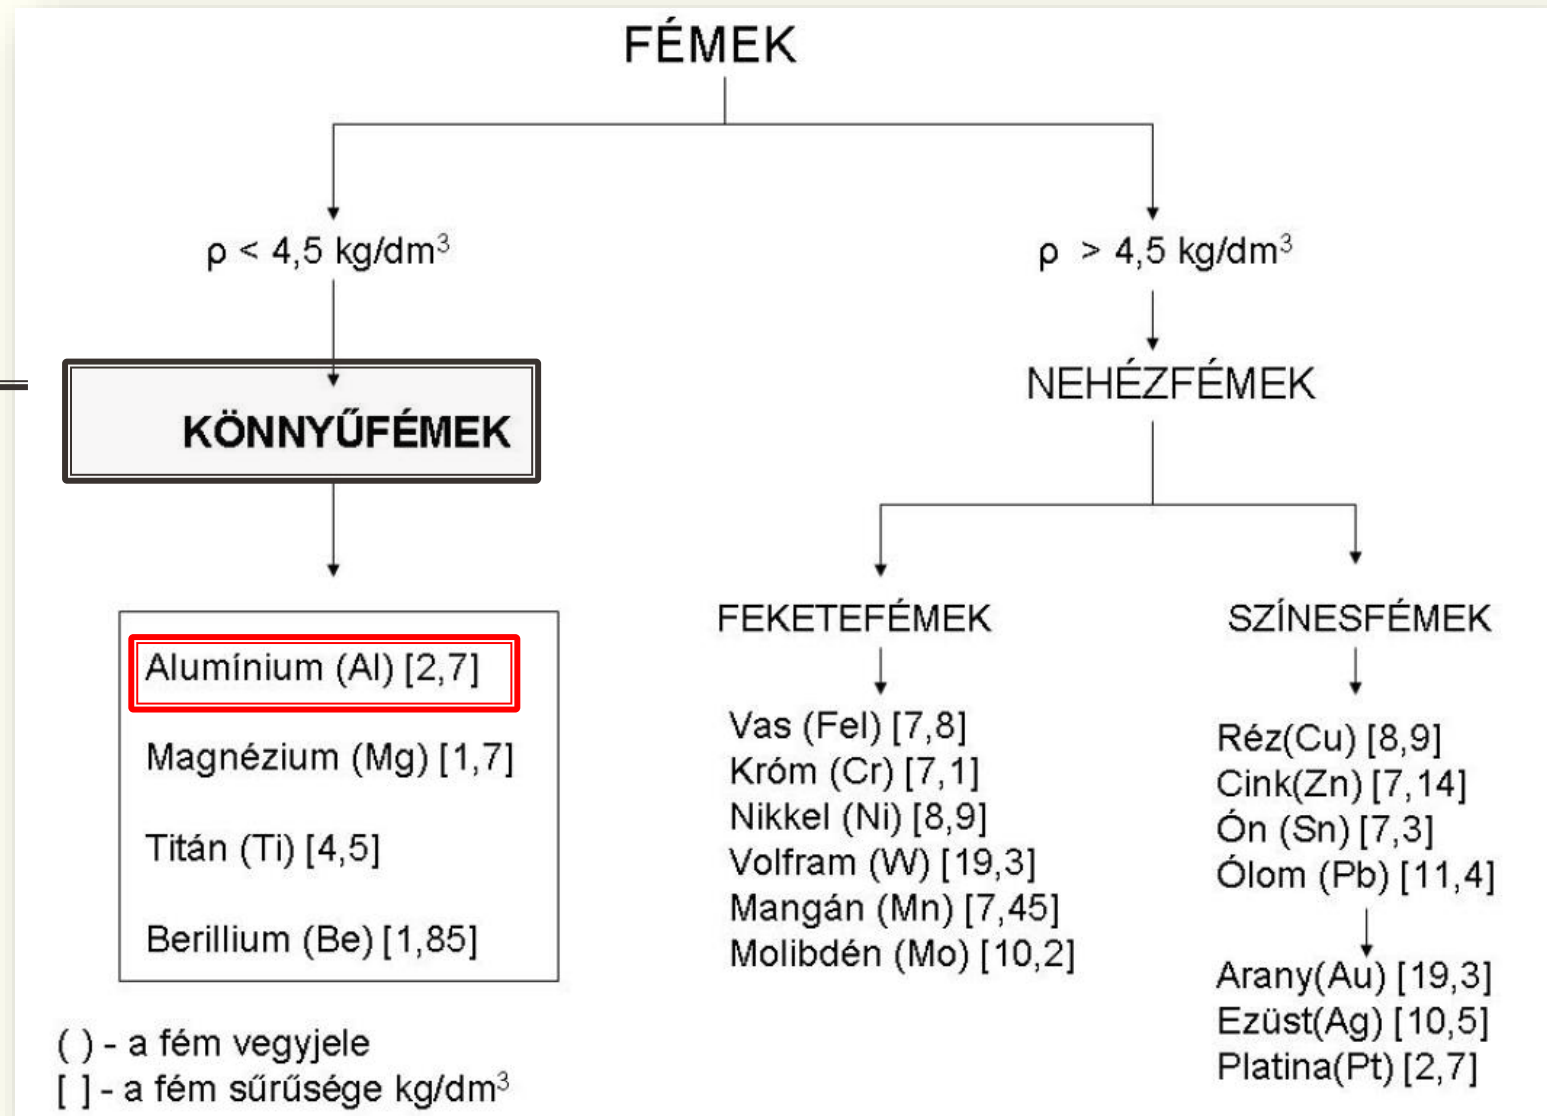 FÉMEK
ρ < 4,5 kg/dm³
ρ > 4,5 kg/dm³
KÖNNYŰFÉMEK
NEHÉZFÉMEK
Alumínium (Al) [2,7]
Magnézium (Mg) [1,7]
Titán (Ti) [4,5]
Berillium (Be) [1,85]
FEKETEFÉMEK
Vas (Fel) [7,8]
Króm (Cr) [7,1]
Nikkel (Ni) [8,9]
Volfram (W) [19,3]
Mangán (Mn) [7,45]
Molibdén (Mo) [10,2]
SZÍNESFÉMEK
Réz(Cu) [8,9]
Cink(Zn) [7,14]
Ón (Sn) [7,3]
Ólom (Pb) [11,4]
Arany(Au) [19,3]
Ezüst(Ag) [10,5]
Platina(Pt) [2,7]
( ) - a fém vegyjele
[ ] - a fém sűrűsége kg/dm³